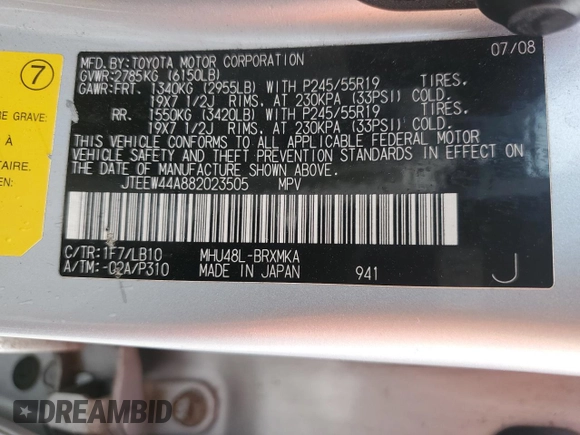 MFD. BY: TOYOTA MOTOR CORPORATION 07/08
GVWR: 2785KG (6150LB)
GAWR: FRT. 1340KG (2955LB) WITH P245/55R19 TIRES.
19X7 1/2J RIMS. AT 230KPA (33PSI) COLD.
RR. 1550KG (3420LB) WITH P245/55R19 TIRES.
19X7 1/2J RIMS. AT 230KPA (33PSI) COLD.
THIS VEHICLE CONFORMS TO ALL APPLICABLE FEDERAL MOTOR
VEHICLE SAFETY AND THEFT PREVENTION STANDARDS IN EFFECT ON
THE DATE OF MANUFACTURE SHOWN ABOVE.
JTEEW44A882023505 MPV
C/TR: 1F7/LB10 MHU48L-BRXMKA
A/TM: -02A/P310 MADE IN JAPAN 941 J
7
RE GRAVE:
À
TAIRE.
EN:
DREAMBID